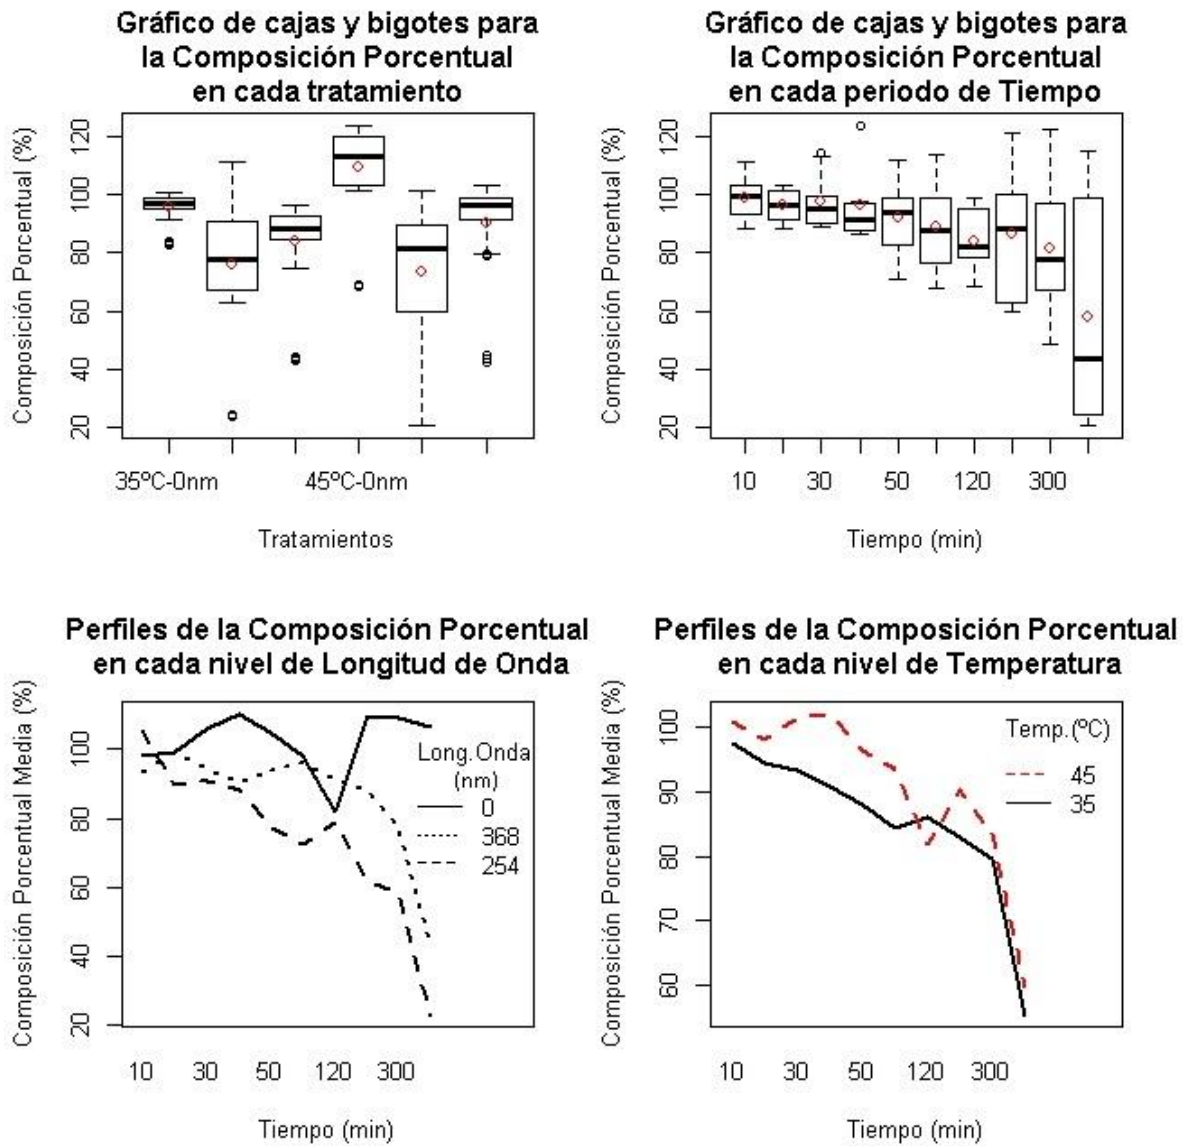 Gráfico de cajas y bigotes para
la Composición Porcentual
en cada tratamiento
Composición Porcentual (%)
120
100
80
60
40
20
35ºC-0nm 45ºC-0nm
Tratamientos
Gráfico de cajas y bigotes para
la Composición Porcentual
en cada periodo de Tiempo
Composición Porcentual (%)
120
100
80
60
40
20
10 30 50 120 300
Tiempo (min)
Perfiles de la Composición Porcentual
en cada nivel de Longitud de Onda
Composición Porcentual Media (%)
100
80
60
40
20
Long.Onda
(nm)
0
368
254
10 30 50 120 300
Tiempo (min)
Perfiles de la Composición Porcentual
en cada nivel de Temperatura
Composición Porcentual Media (%)
100
90
80
70
60
Temp.(ºC)
45
35
10 30 50 120 300
Tiempo (min)